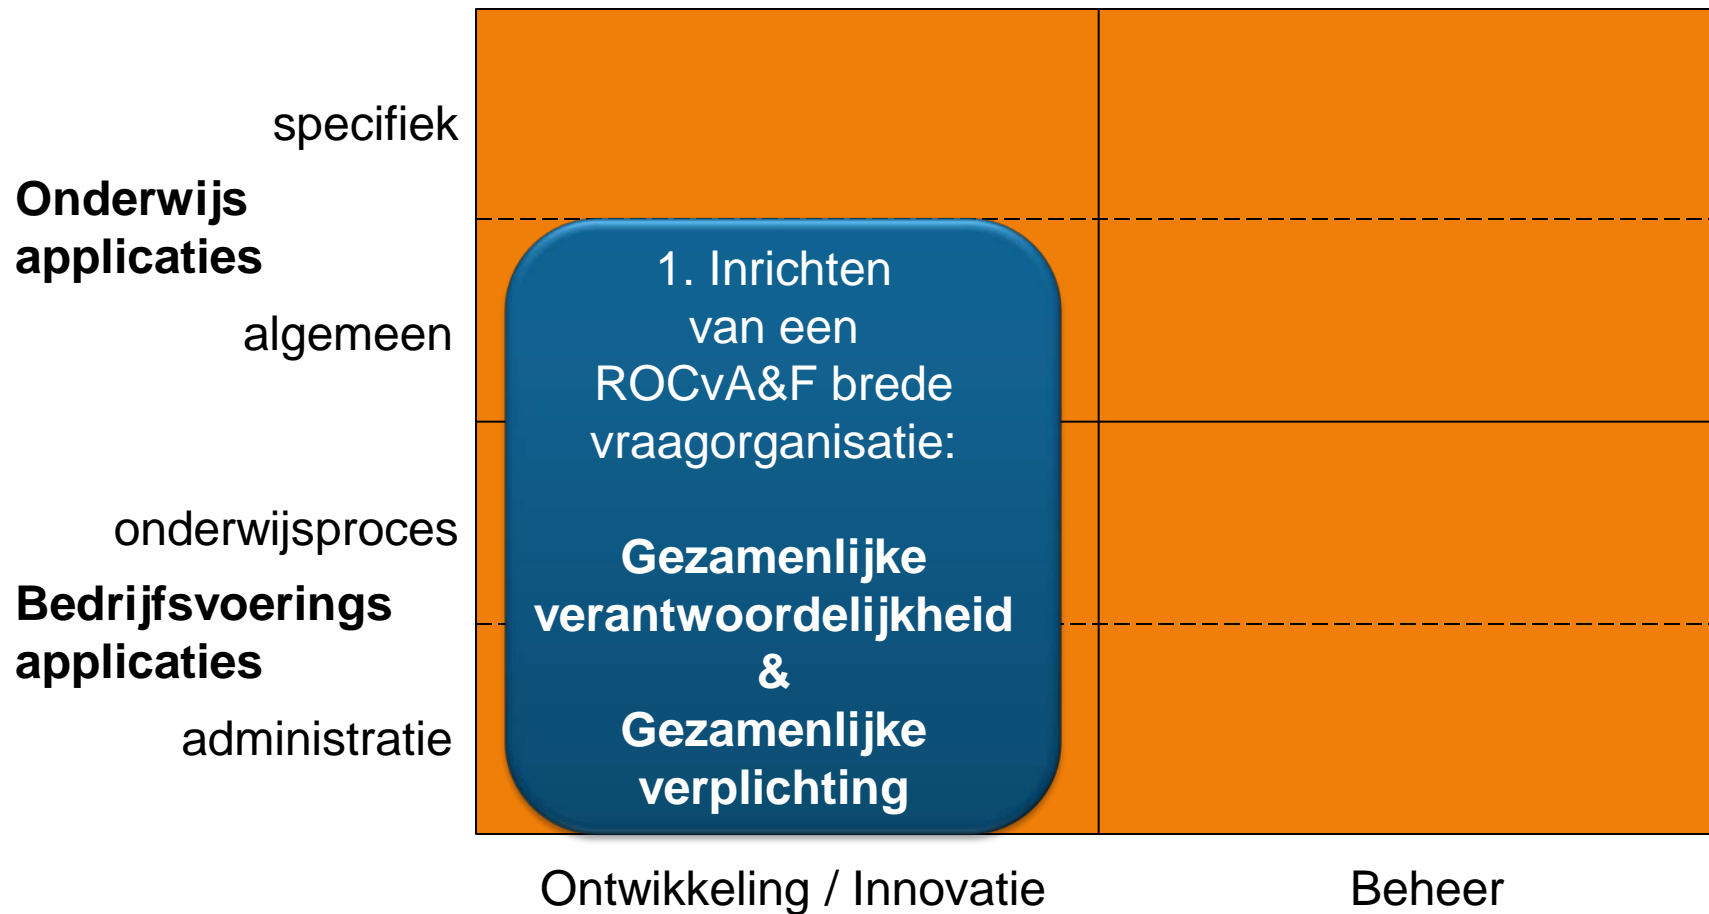 specifiek
Onderwijs
applicaties
algemeen
onderwijsproces
Bedrijfsvoerings
applicaties
administratie
1. Inrichten
van een
ROCvA&F brede
vraagorganisatie:
Gezamenlijke
verantwoordelijkheid
&
Gezamenlijke
verplichting
Ontwikkeling / Innovatie
Beheer